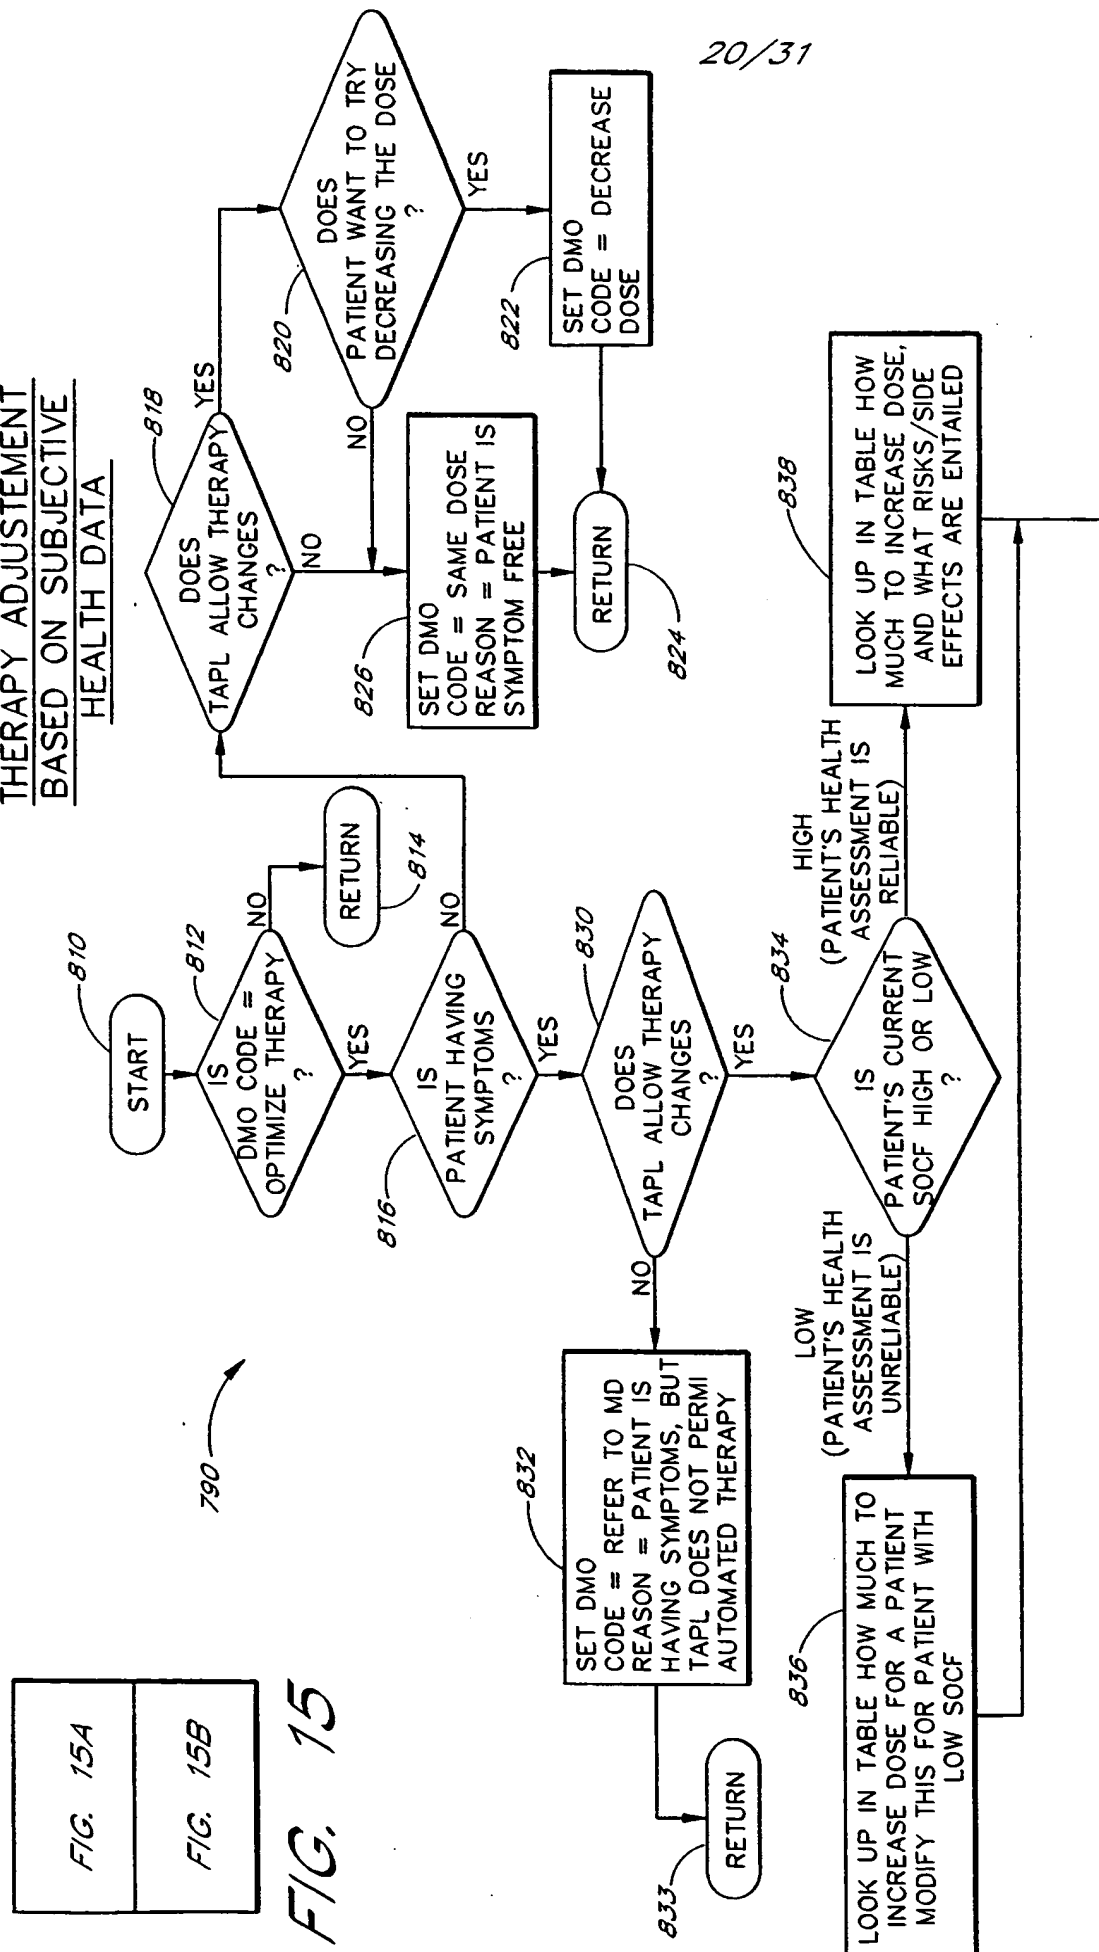 20/31
THERAPY ADJUSTEMENT
BASED ON SUBJECTIVE
HEALTH DATA
FIG. 15A
FIG. 15B
FIG. 15
790
810
START
812
IS
DMO CODE =
OPTIMIZE THERAPY
?
NO
RETURN
814
YES
816
IS
PATIENT HAVING
SYMPTOMS
?
NO
YES
818
DOES
TAPL ALLOW THERAPY
CHANGES
?
YES
NO
820
DOES
PATIENT WANT TO TRY
DECREASING THE DOSE
?
NO
YES
822
SET DMO
CODE = DECREASE
DOSE
826
SET DMO
CODE = SAME DOSE
REASON = PATIENT IS
SYMPTOM FREE
RETURN
824
830
DOES
TAPL ALLOW THERAPY
CHANGES
?
NO
YES
832
SET DMO
CODE = REFER TO MD
REASON = PATIENT IS
HAVING SYMPTOMS, BUT
TAPL DOES NOT PERMI
AUTOMATED THERAPY
833
RETURN
834
IS
PATIENT'S CURRENT
SOCF HIGH OR LOW
?
LOW
(PATIENT'S HEALTH
ASSESSMENT IS
UNRELIABLE)
HIGH
(PATIENT'S HEALTH
ASSESSMENT IS
RELIABLE)
836
LOOK UP IN TABLE HOW MUCH TO
INCREASE DOSE FOR A PATIENT
MODIFY THIS FOR PATIENT WITH
LOW SOCF
838
LOOK UP IN TABLE HOW
MUCH TO INCREASE DOSE,
AND WHAT RISKS/SIDE
EFFECTS ARE ENTAILED